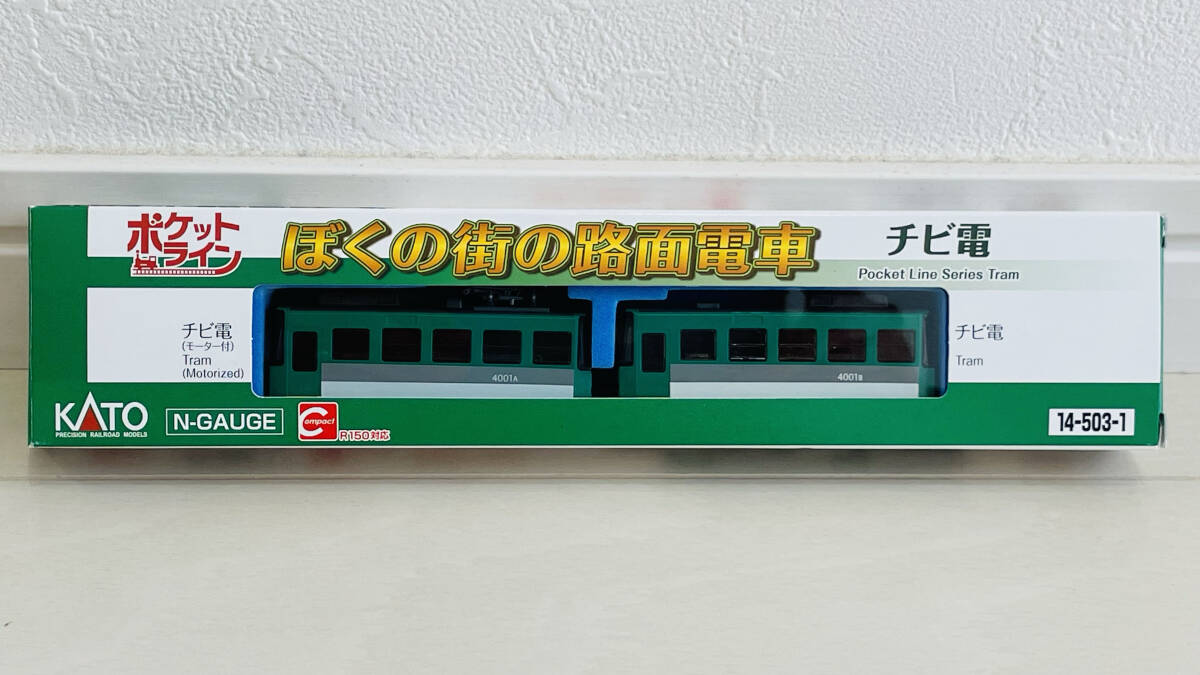 ポケット
ライン
ぼくの街の路面電車
チビ電
Pocket Line Series Tram
チビ電
(モーター付)
Tram
(Motorized)
4001A
4001B
チビ電
Tram
KATO
PRECISION RAILROAD MODELS
N-GAUGE
Compact
R150対応
14-503-1